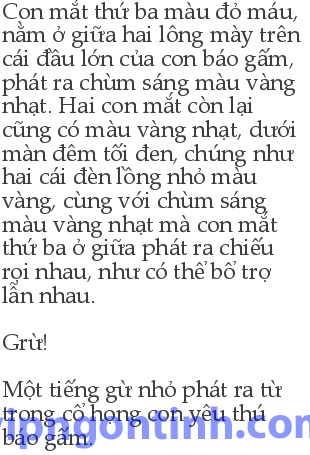 Con mắt thứ ba màu đỏ máu,
nằm ở giữa hai lông mày trên
cái đầu lớn của con báo gấm,
phát ra chùm sáng màu vàng
nhạt. Hai con mắt còn lại
cũng có màu vàng nhạt, dưới
màn đêm tối đen, chúng như
hai cái đèn lồng nhỏ màu
vàng, cùng với chùm sáng
màu vàng nhạt mà con mắt
thứ ba ở giữa phát ra chiếu
rọi nhau, như có thể bổ trợ
lẫn nhau.
Grừ!
Một tiếng gừ nhỏ phát ra từ
trong cổ họng con yêu thú
báo gấm.
vipngontinh.com